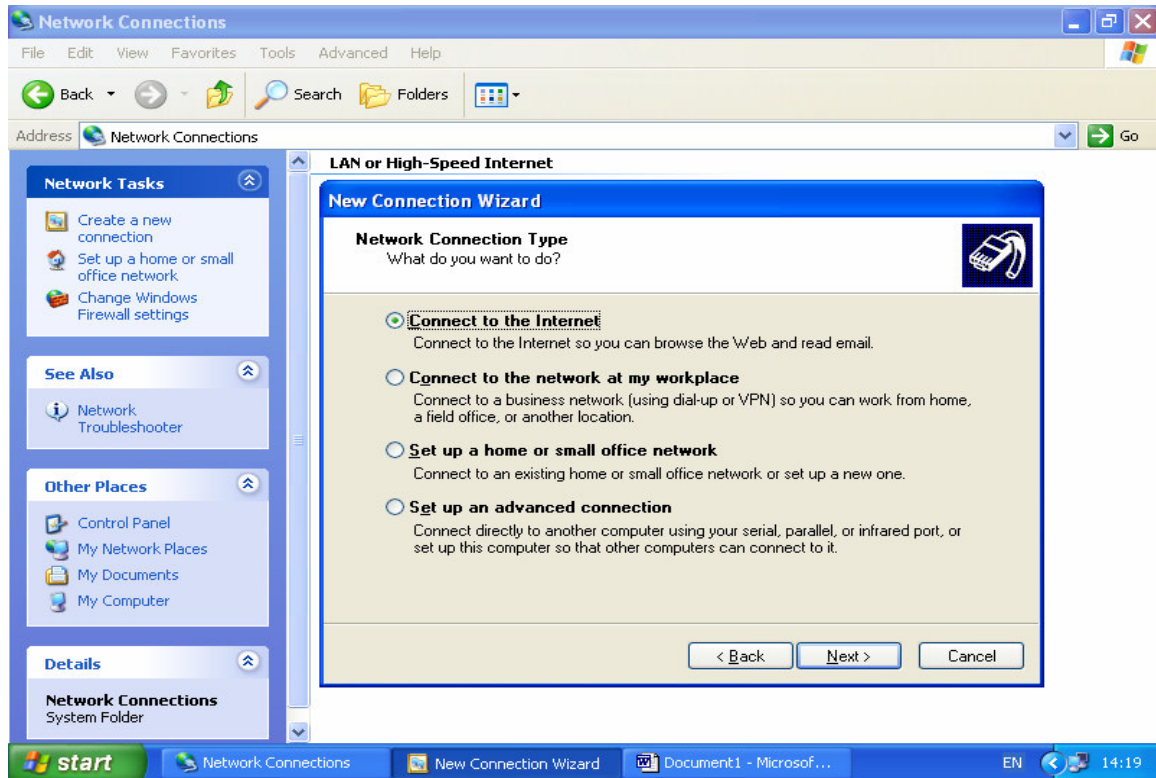 Network Connections
File Edit View Favorites Tools Advanced Help
Back Search Folders
Address Network Connections Go
Network Tasks
Create a new
connection
Set up a home or small
office network
Change Windows
Firewall settings
See Also
Network
Troubleshooter
Other Places
Control Panel
My Network Places
My Documents
My Computer
Details
Network Connections
System Folder
LAN or High-Speed Internet
New Connection Wizard
Network Connection Type
What do you want to do?
Connect to the Internet
Connect to the Internet so you can browse the Web and read email.
Connect to the network at my workplace
Connect to a business network (using dial-up or VPN) so you can work from home,
a field office, or another location.
Set up a home or small office network
Connect to an existing home or small office network or set up a new one.
Set up an advanced connection
Connect directly to another computer using your serial, parallel, or infrared port, or
set up this computer so that other computers can connect to it.
< Back Next > Cancel
start Network Connections New Connection Wizard Document1 - Microsof... EN 14:19